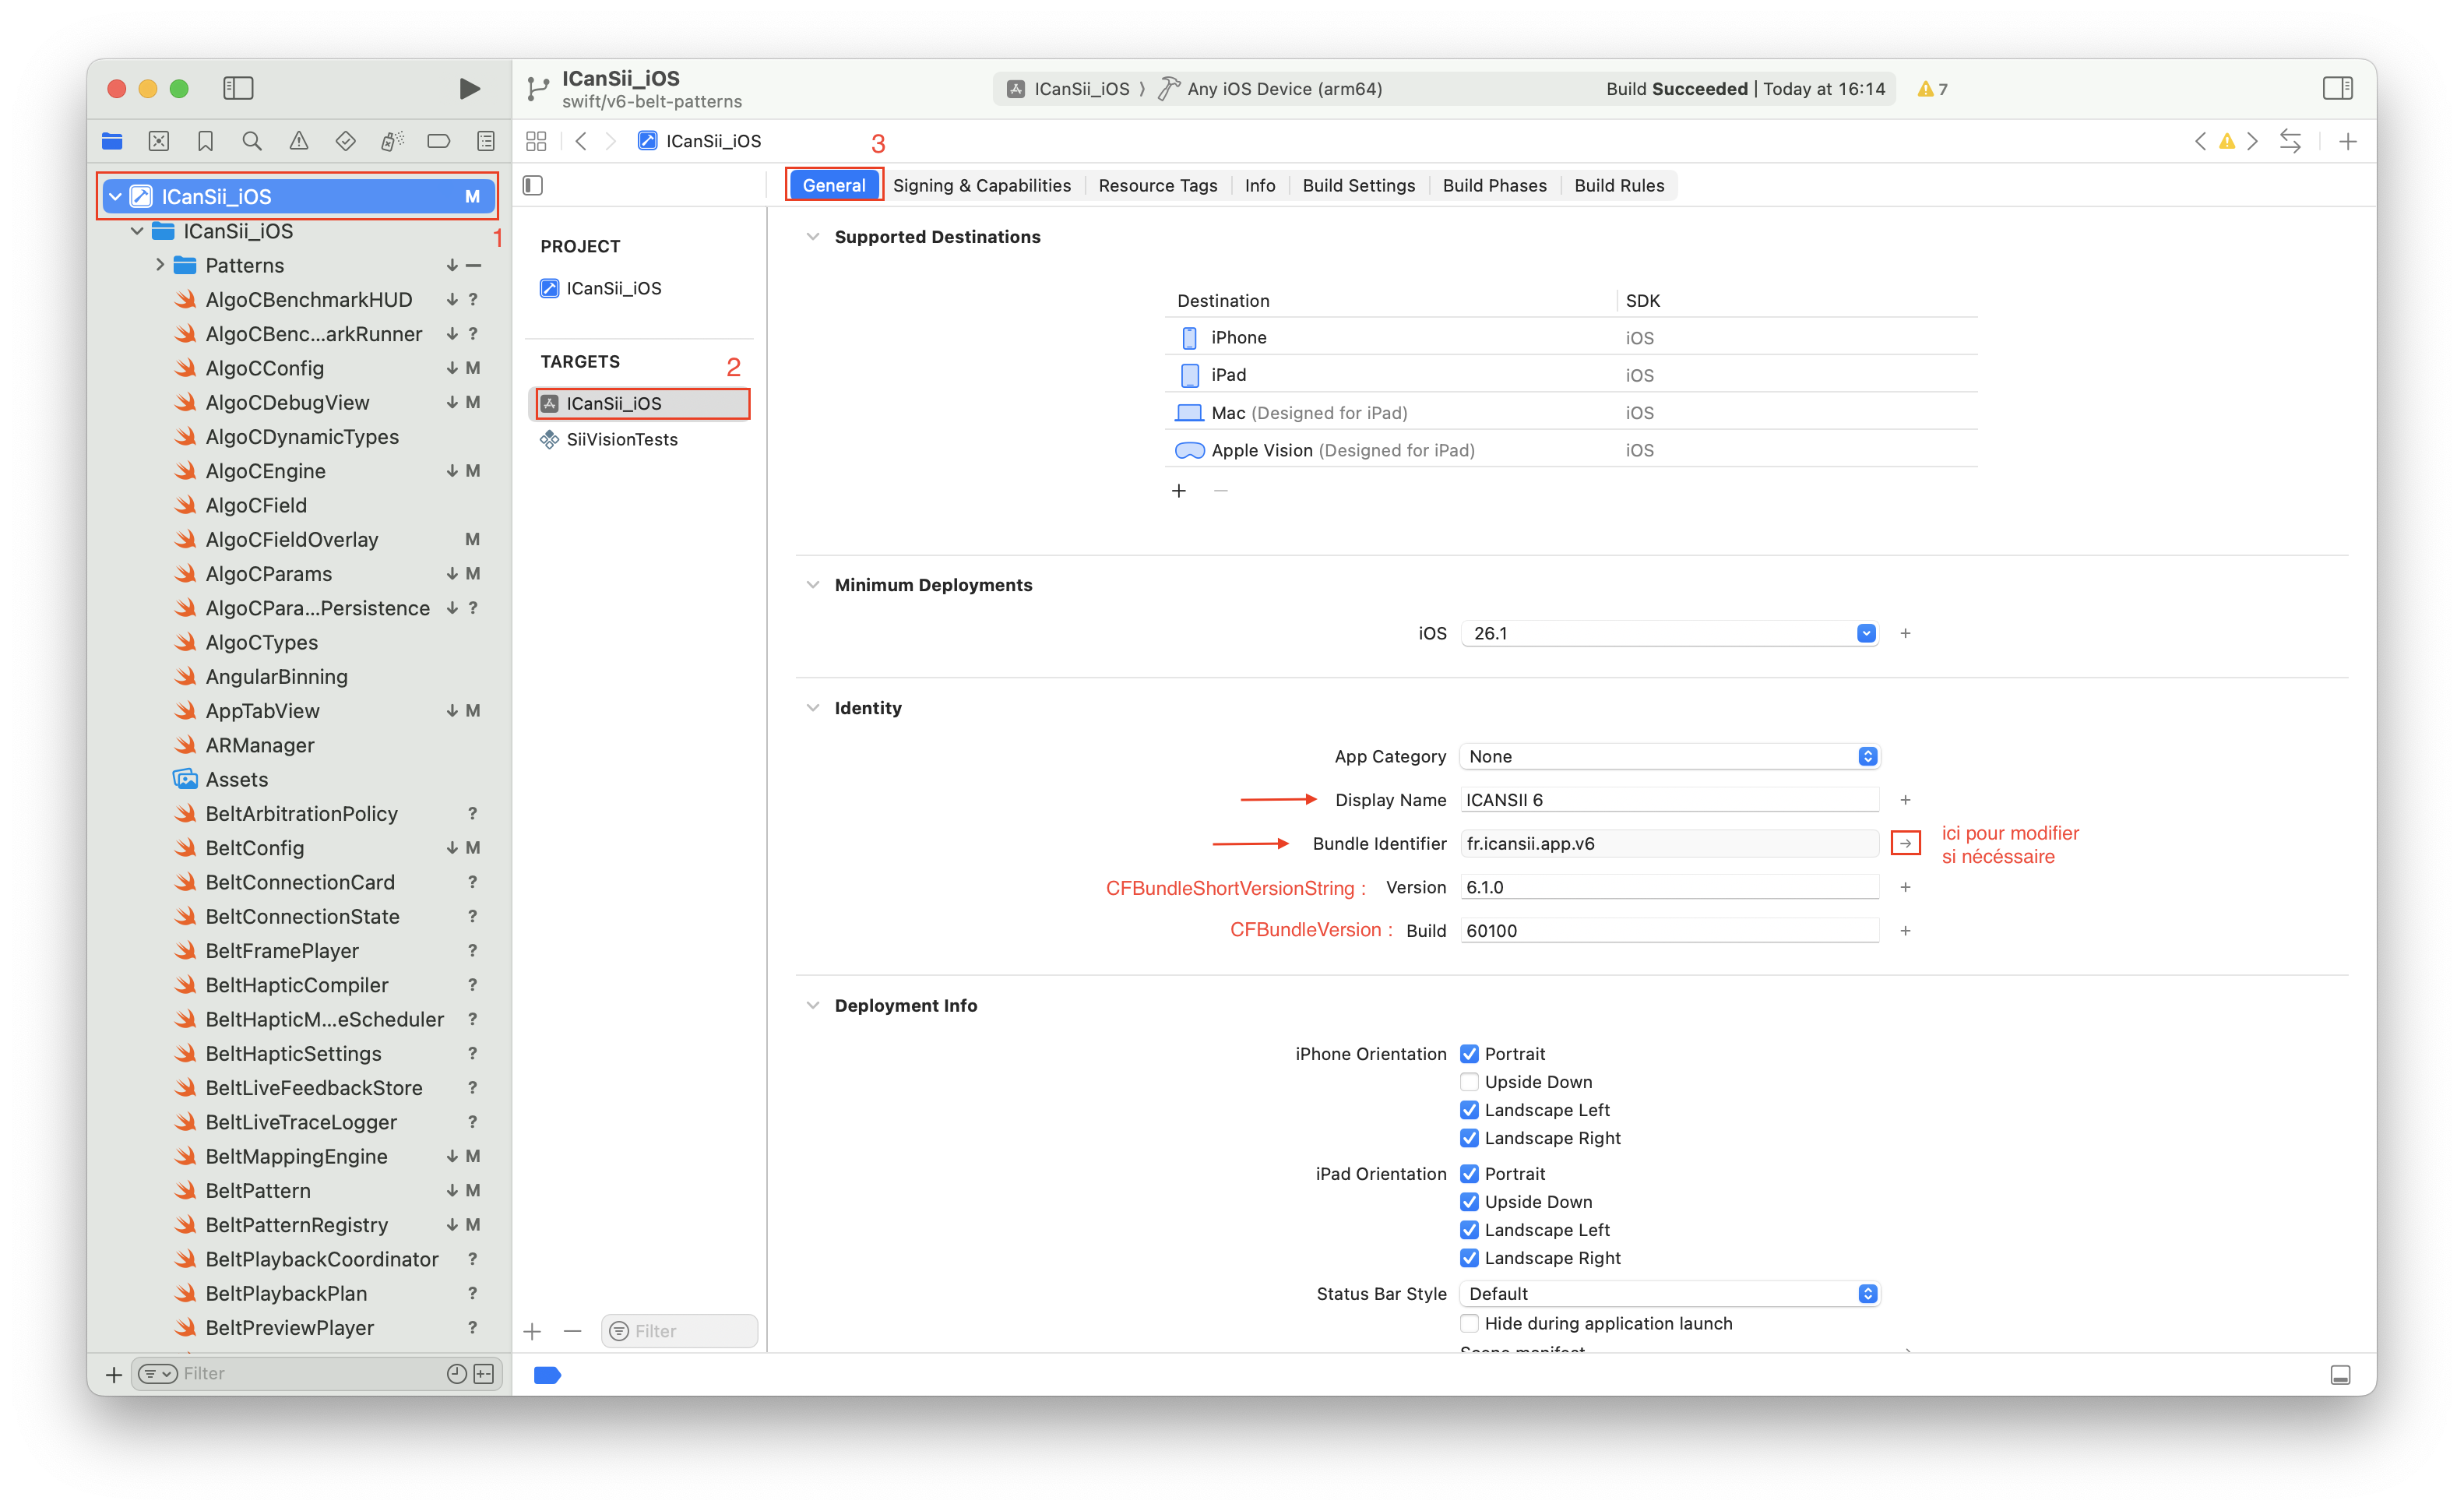 ICanSii_iOS
swift/v6-belt-patterns
ICanSii_iOS 〉 Any iOS Device (arm64)
Build Succeeded | Today at 16:14
7
ICanSii_iOS
3
ICanSii_iOS M
1
ICanSii_iOS
Patterns
AlgoCBenchmarkHUD ?
AlgoCBenc...arkRunner ?
AlgoCConfig M
AlgoCDebugView M
AlgoCDynamicTypes
AlgoCEngine M
AlgoCField
AlgoCFieldOverlay M
AlgoCParams M
AlgoCPara...Persistence ?
AlgoCTypes
AngularBinning
AppTabView M
ARManager
Assets
BeltArbitrationPolicy ?
BeltConfig M
BeltConnectionCard ?
BeltConnectionState ?
BeltFramePlayer ?
BeltHapticCompiler ?
BeltHapticM...eScheduler ?
BeltHapticSettings ?
BeltLiveFeedbackStore ?
BeltLiveTraceLogger ?
BeltMappingEngine M
BeltPattern M
BeltPatternRegistry M
BeltPlaybackCoordinator ?
BeltPlaybackPlan ?
BeltPreviewPlayer ?
Filter
PROJECT
ICanSii_iOS
TARGETS
2
ICanSii_iOS
SiiVisionTests
Filter
General Signing & Capabilities Resource Tags Info Build Settings Build Phases Build Rules
Supported Destinations
Destination SDK
iPhone iOS
iPad iOS
Mac (Designed for iPad) iOS
Apple Vision (Designed for iPad) iOS
Minimum Deployments
iOS 26.1
Identity
App Category None
Display Name ICANSII 6
Bundle Identifier fr.icansii.app.v6
ici pour modifier
si nécéssaire
CFBundleShortVersionString : Version 6.1.0
CFBundleVersion : Build 60100
Deployment Info
iPhone Orientation Portrait
Upside Down
Landscape Left
Landscape Right
iPad Orientation Portrait
Upside Down
Landscape Left
Landscape Right
Status Bar Style Default
Hide during application launch